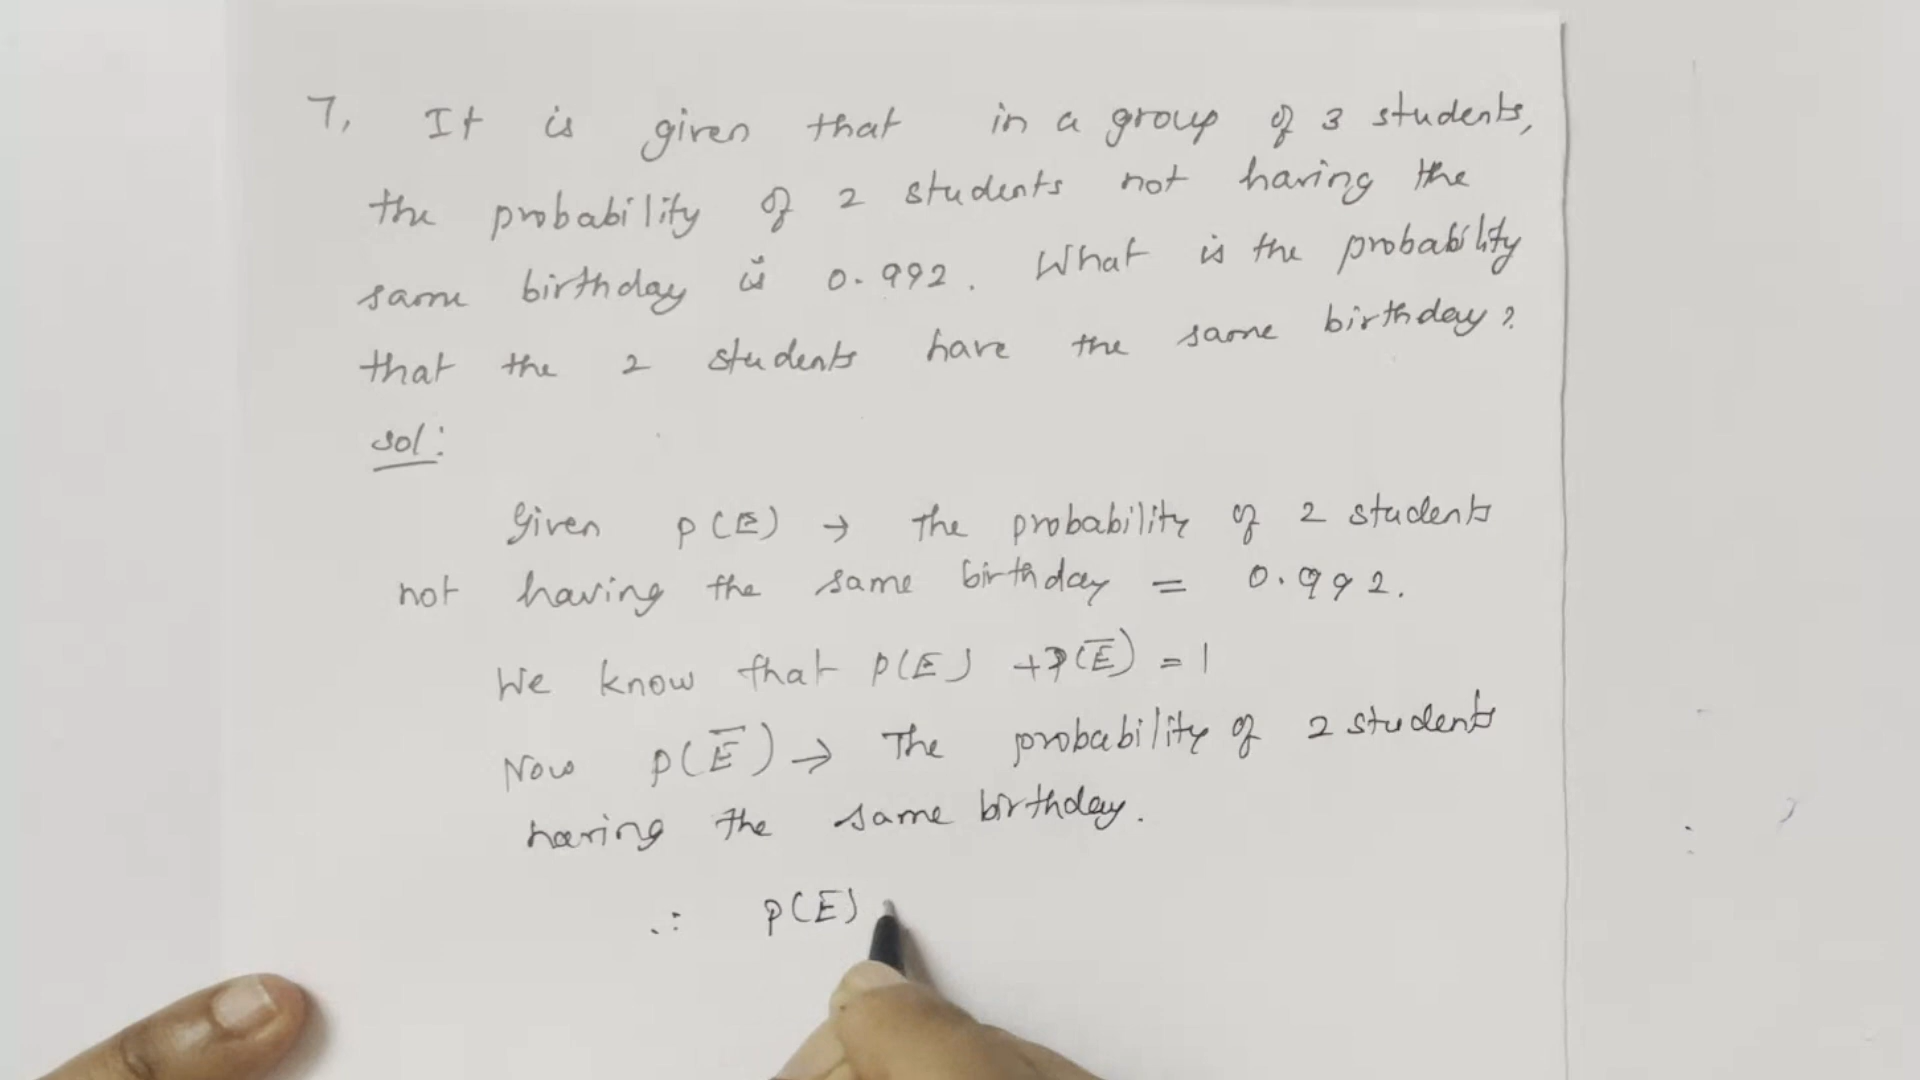 7, It is given that in a group of 3 students,
the probability of 2 students not having the
same birthday is 0.992. What is the probability
that the 2 students have the same birthday?
sol:
Given P(E) → The probability of 2 students
not having the same birthday = 0.992.
We know that P(E) + P(E̅) = 1
Now P(E̅) → The probability of 2 students
having the same birthday.
∴ P(E)